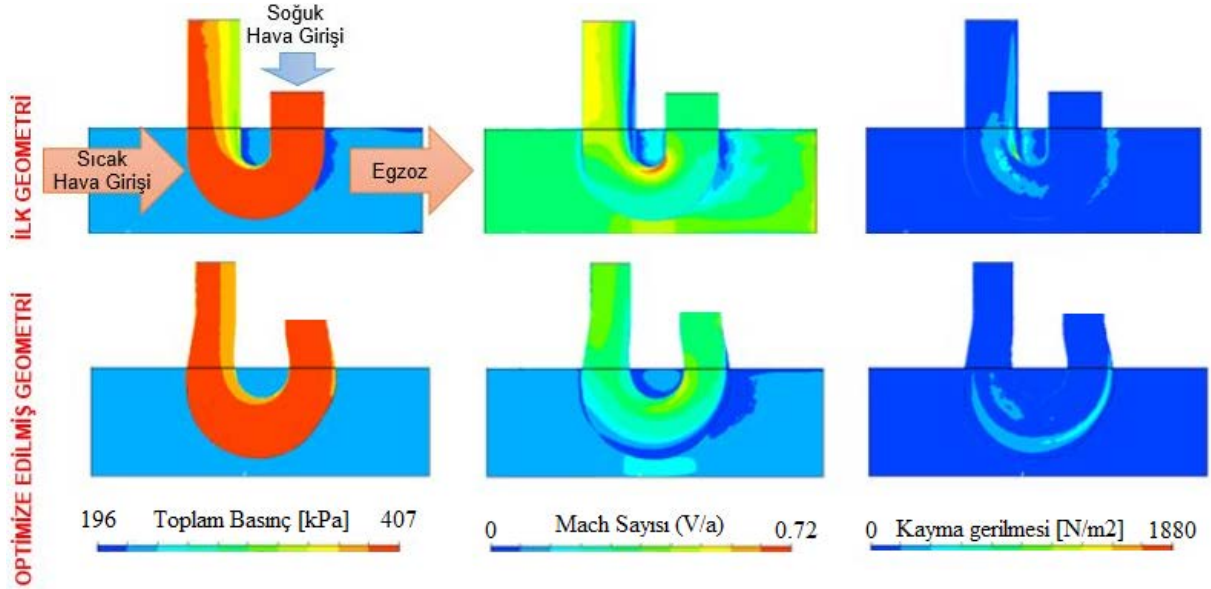 İLK GEOMETRİ
Soğuk
Hava Girişi
Sıcak
Hava Girişi
Egzoz
OPTİMİZE EDİLMİŞ GEOMETRİ
196 Toplam Basınç [kPa] 407
0 Mach Sayısı (V/a) 0.72
0 Kayma gerilmesi [N/m2] 1880